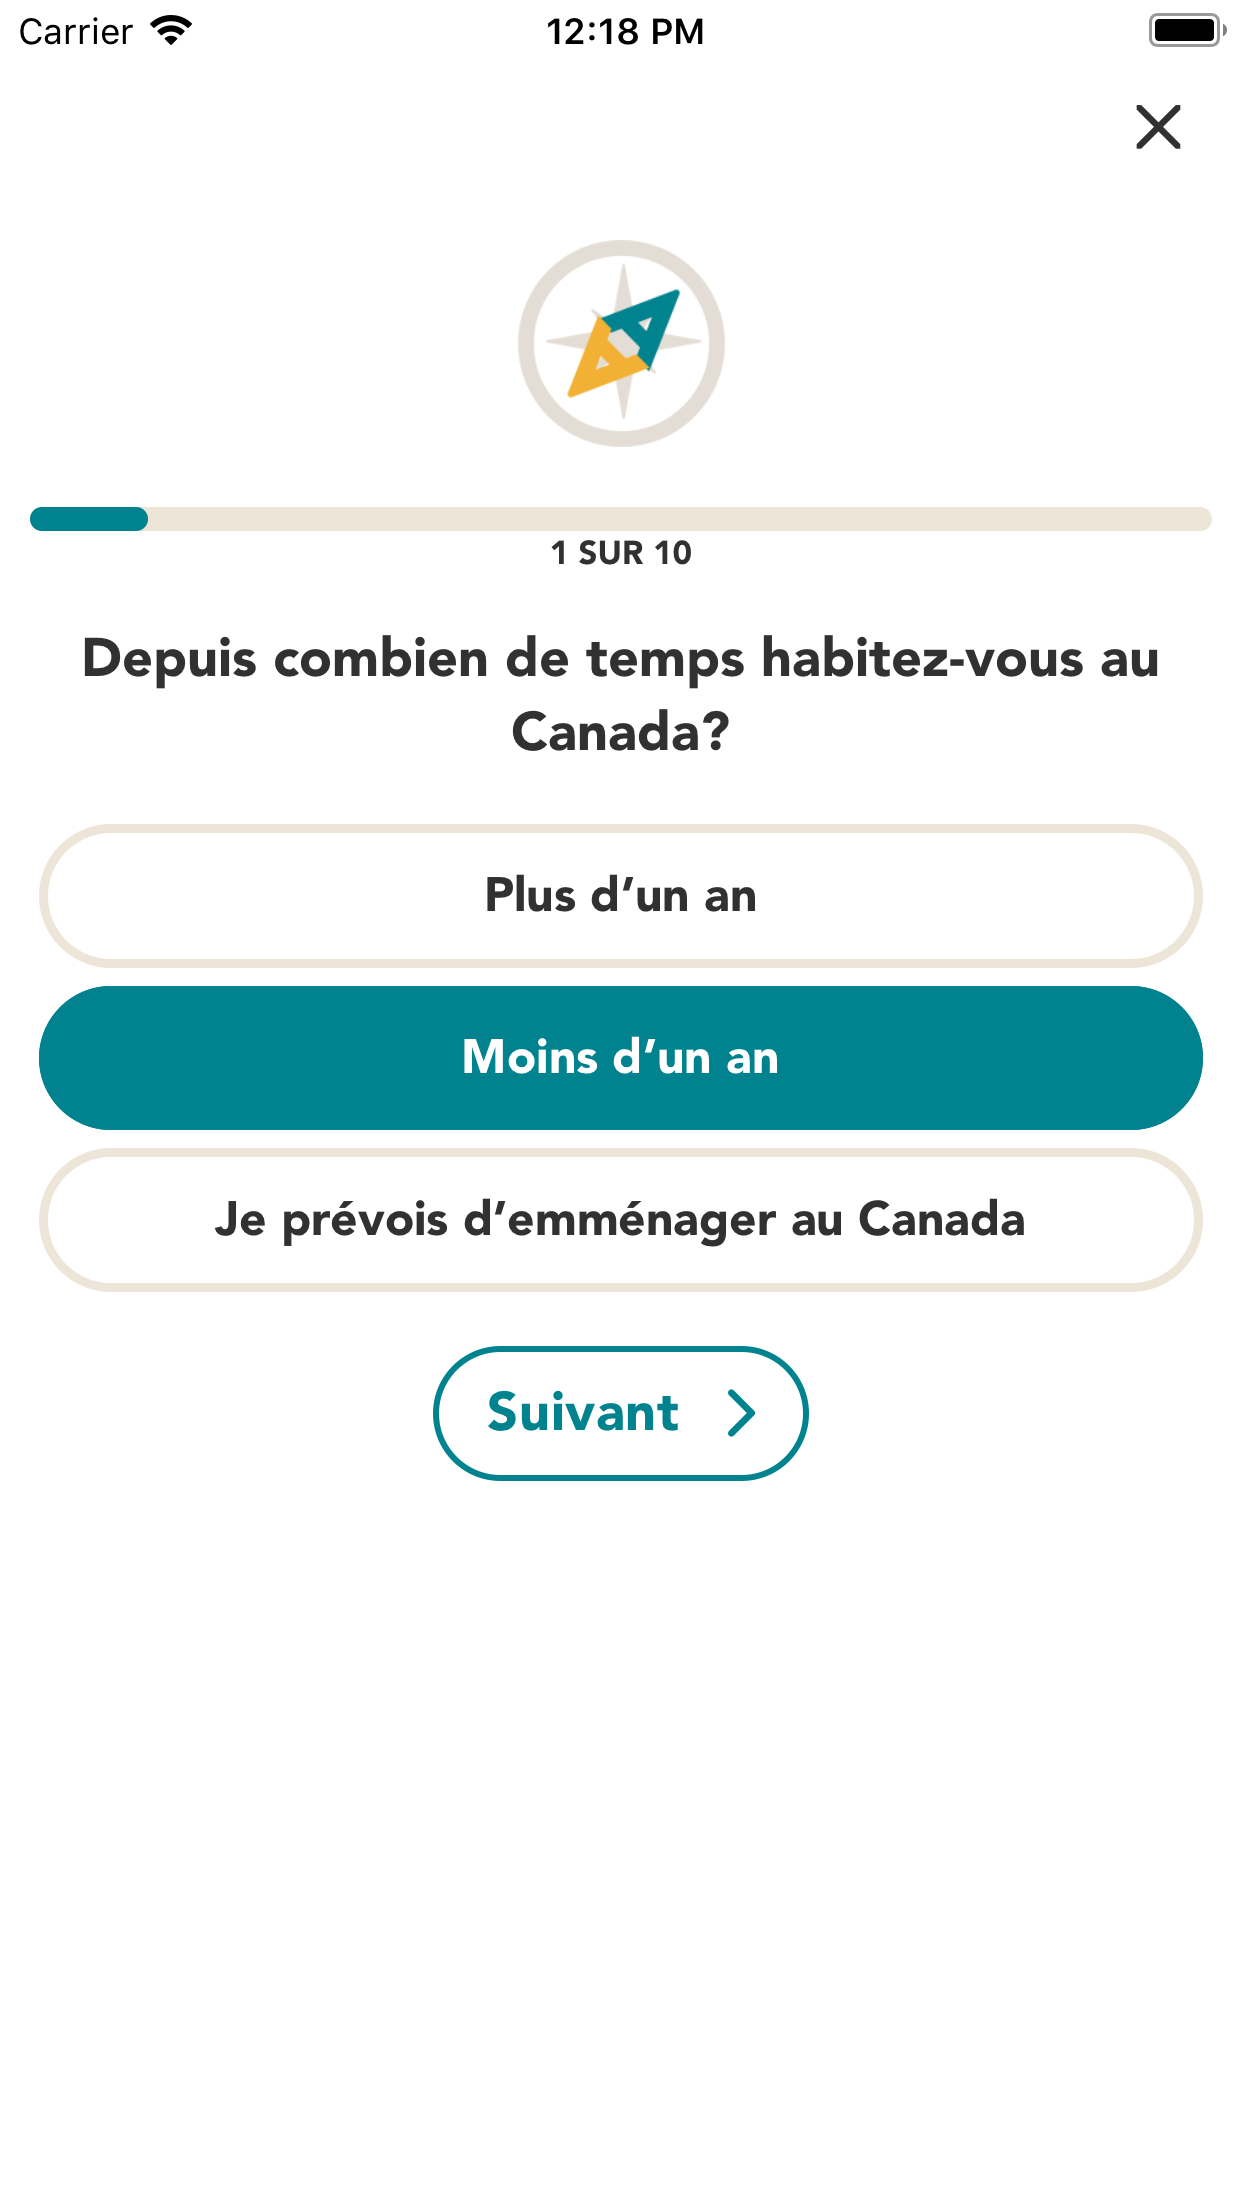 Carrier
12:18 PM
1 SUR 10
Depuis combien de temps habitez-vous au
Canada?
Plus d’un an
Moins d’un an
Je prévois d’emménager au Canada
Suivant